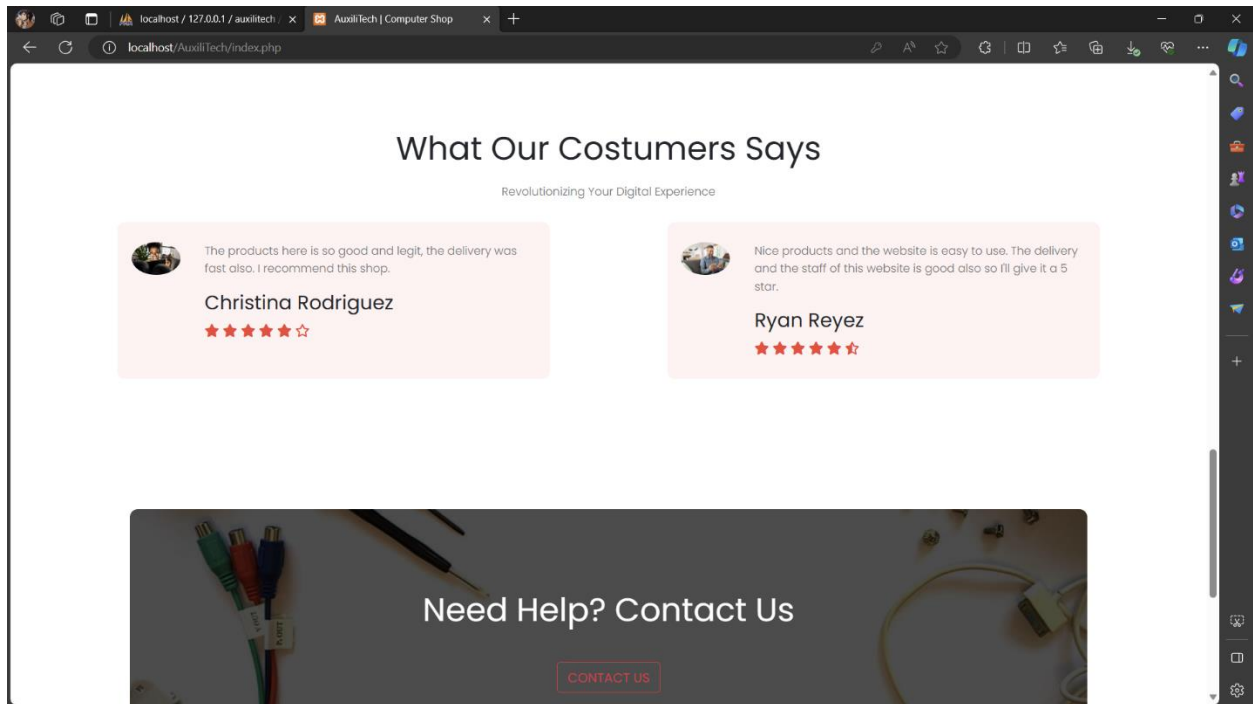 localhost / 127.0.0.1 / auxilitech /
AuxiliTech | Computer Shop
localhost/AuxiliTech/index.php
What Our Costumers Says
Revolutionizing Your Digital Experience
The products here is so good and legit, the delivery was
fast also. I recommend this shop.
Christina Rodriguez
Nice products and the website is easy to use. The delivery
and the staff of this website is good also so I'll give it a 5
star.
Ryan Reyez
Need Help? Contact Us
CONTACT US